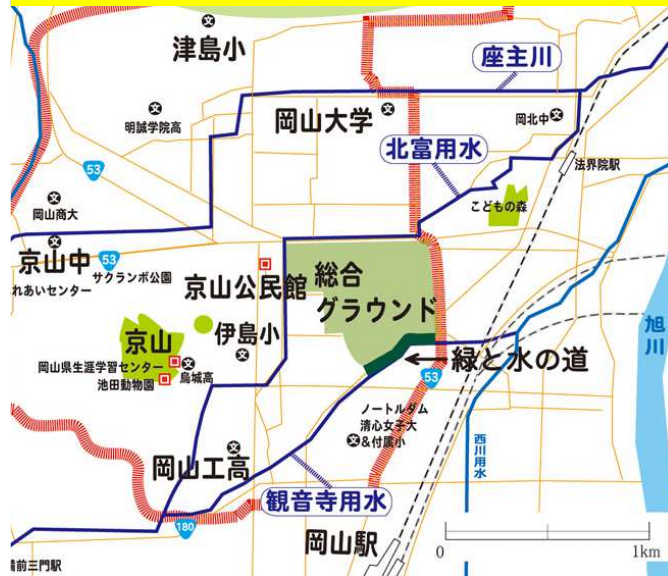 津島小
座主川
明誠学院高
岡山大学
岡北中
北富用水
法界院駅
53
岡山商大
こどもの森
京山中
53
サクランボ公園
れあいセンター
京山公民館
総合
グラウンド
旭川
京山
伊島小
岡山県生涯学習センター
烏城高
池田動物園
緑と水の道
53
ノートルダム
清心女子大
&付属小
西川用水
岡山工高
観音寺用水
180
岡山駅
0
1km
備前三門駅